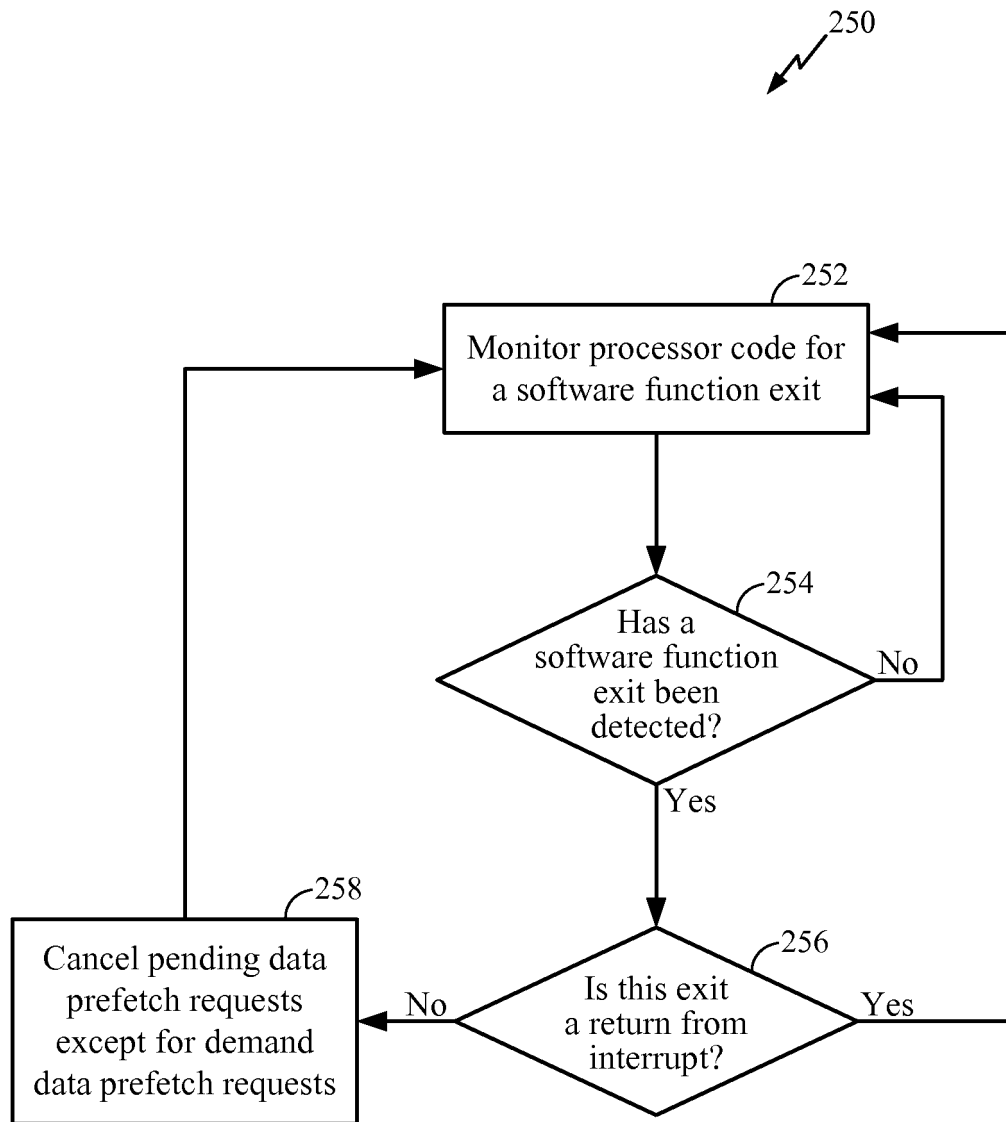 250
252
Monitor processor code for
a software function exit
254
Has a
software function
exit been
detected?
No
Yes
258
Cancel pending data
prefetch requests
except for demand
data prefetch requests
No
256
Is this exit
a return from
interrupt?
Yes